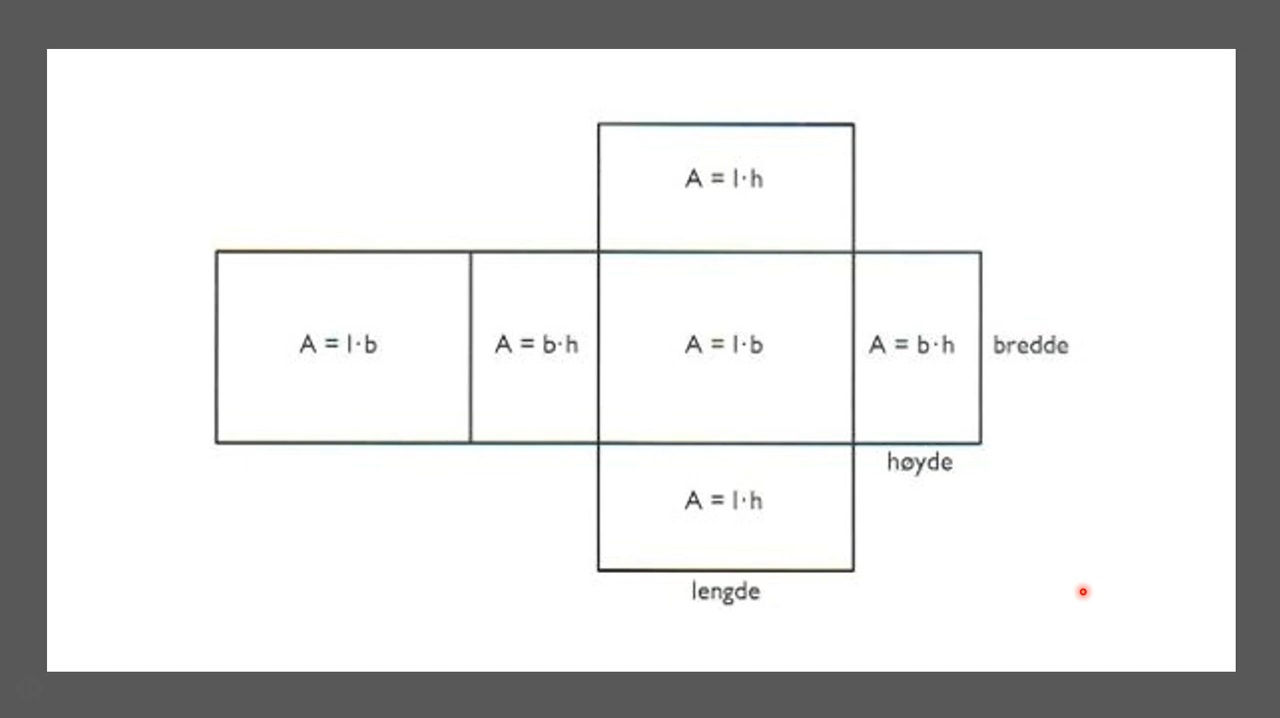 A = l·h
A = l·b
A = b·h
A = l·b
A = b·h
bredde
høyde
A = l·h
lengde